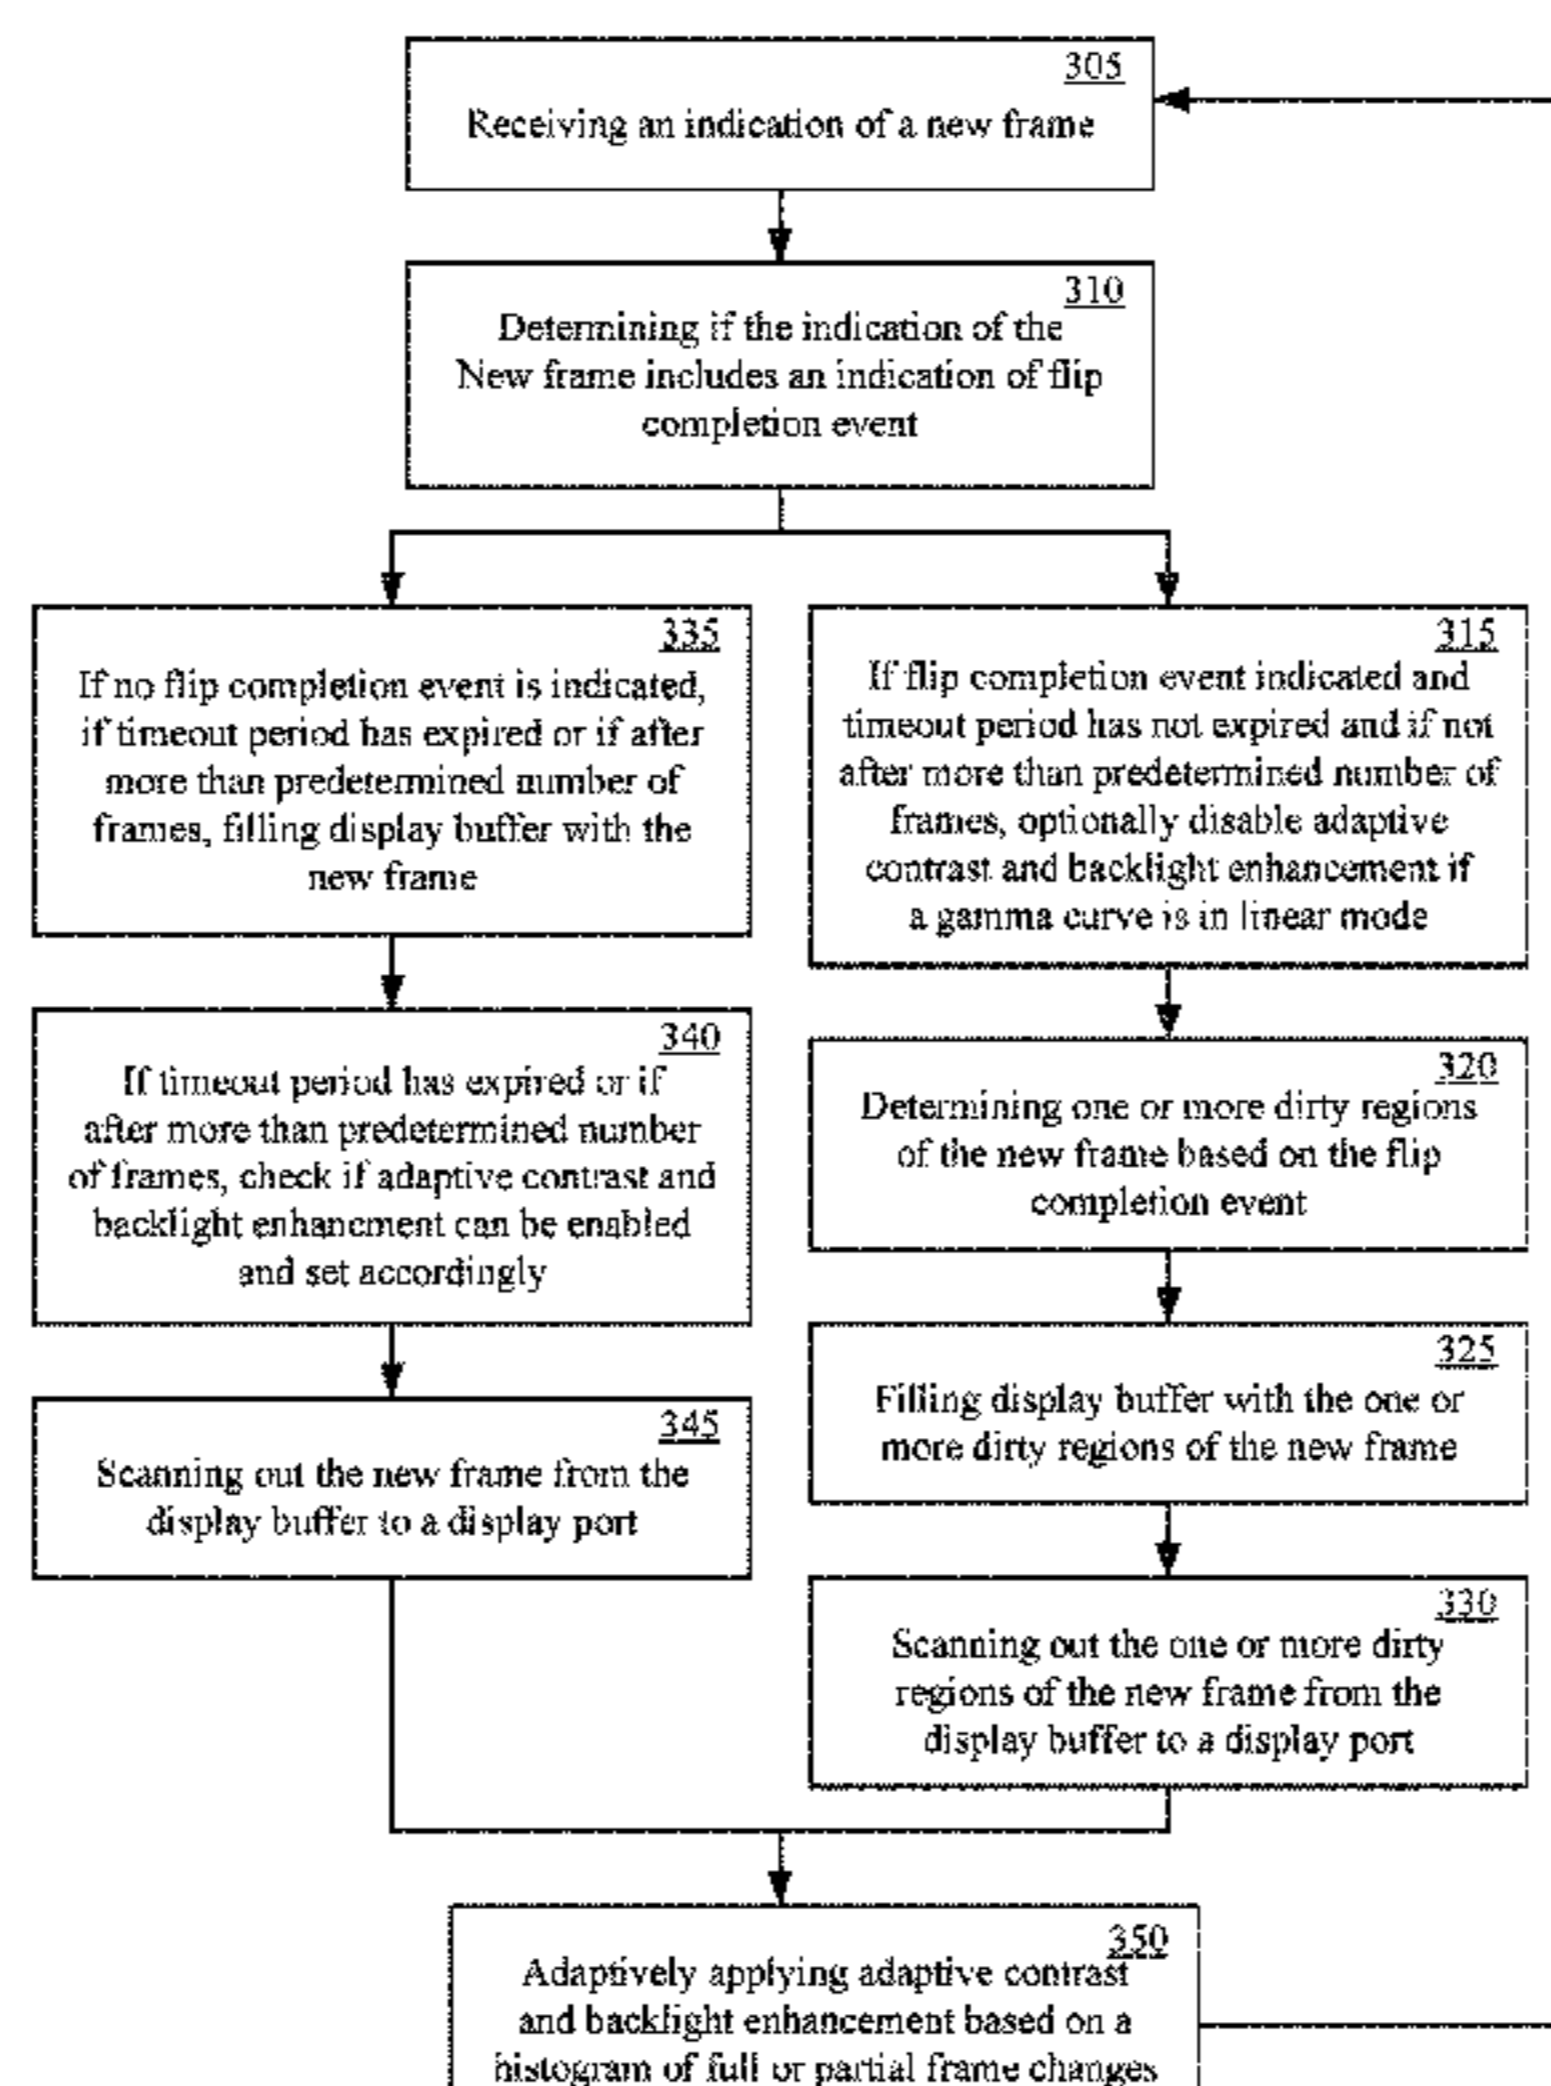 305
Receiving an indication of a new frame
310
Determining if the indication of the
New frame includes an indication of flip
completion event
335
If no flip completion event is indicated,
if timeout period has expired or if after
more than predetermined number of
frames, filling display buffer with the
new frame
340
If timeout period has expired or if
after more than predetermined number
of frames, check if adaptive contrast and
backlight enhancment can be enabled
and set accordingly
345
Scanning out the new frame from the
display buffer to a display port
315
If flip completion event indicated and
timeout period has not expired and if not
after more than predetermined number of
frames, optionally disable adaptive
contrast and backlight enhancement if
a gamma curve is in linear mode
320
Determining one or more dirty regions
of the new frame based on the flip
completion event
325
Filling display buffer with the one or
more dirty regions of the new frame
330
Scanning out the one or more dirty
regions of the new frame from the
display buffer to a display port
350
Adaptively applying adaptive contrast
and backlight enhancement based on a
histogram of full or partial frame changes